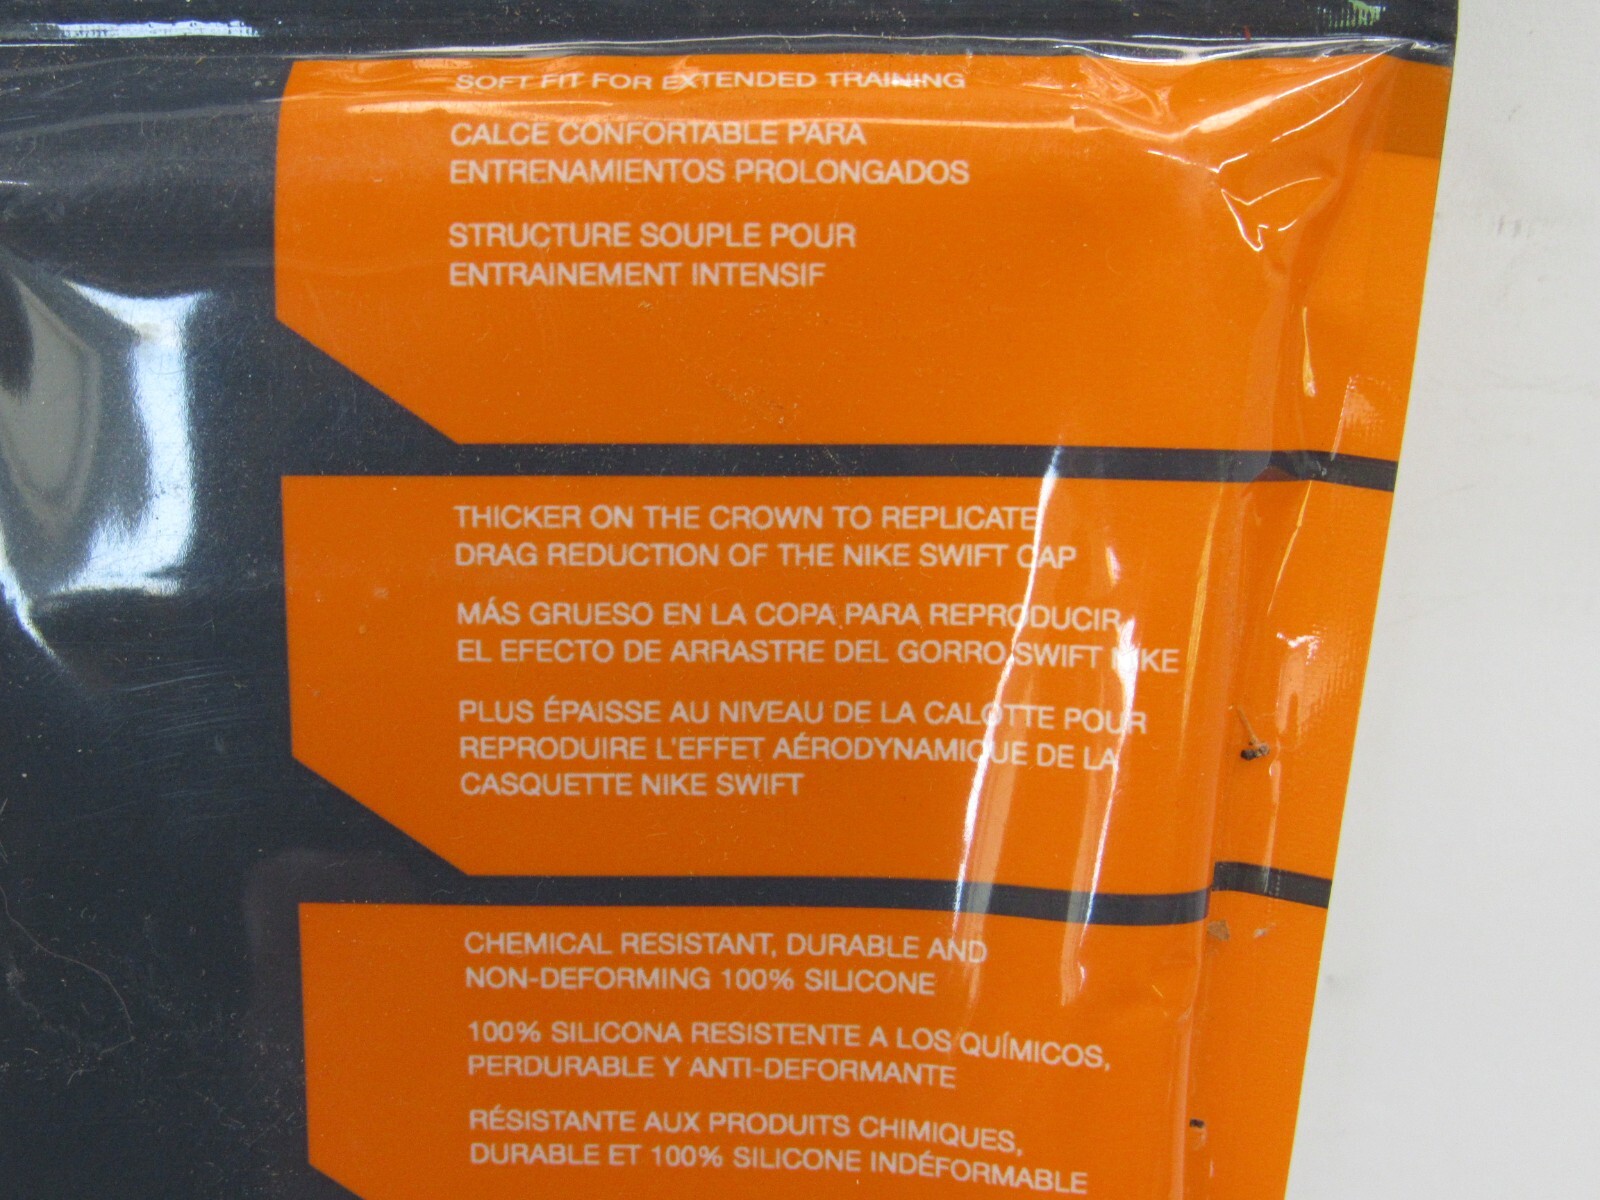 SOFT FIT FOR EXTENDED TRAINING
CALCE CONFORTABLE PARA
ENTRENAMIENTOS PROLONGADOS
STRUCTURE SOUPLE POUR
ENTRAINEMENT INTENSIF
THICKER ON THE CROWN TO REPLICATE
DRAG REDUCTION OF THE NIKE SWIFT CAP
MÁS GRUESO EN LA COPA PARA REPRODUCIR
EL EFECTO DE ARRASTRE DEL GORRO SWIFT NIKE
PLUS ÉPAISSE AU NIVEAU DE LA CALOTTE POUR
REPRODUIRE L'EFFET AÉRODYNAMIQUE DE LA
CASQUETTE NIKE SWIFT
CHEMICAL RESISTANT, DURABLE AND
NON-DEFORMING 100% SILICONE
100% SILICONA RESISTENTE A LOS QUÍMICOS,
PERDURABLE Y ANTI-DEFORMANTE
RÉSISTANTE AUX PRODUITS CHIMIQUES,
DURABLE ET 100% SILICONE INDÉFORMABLE